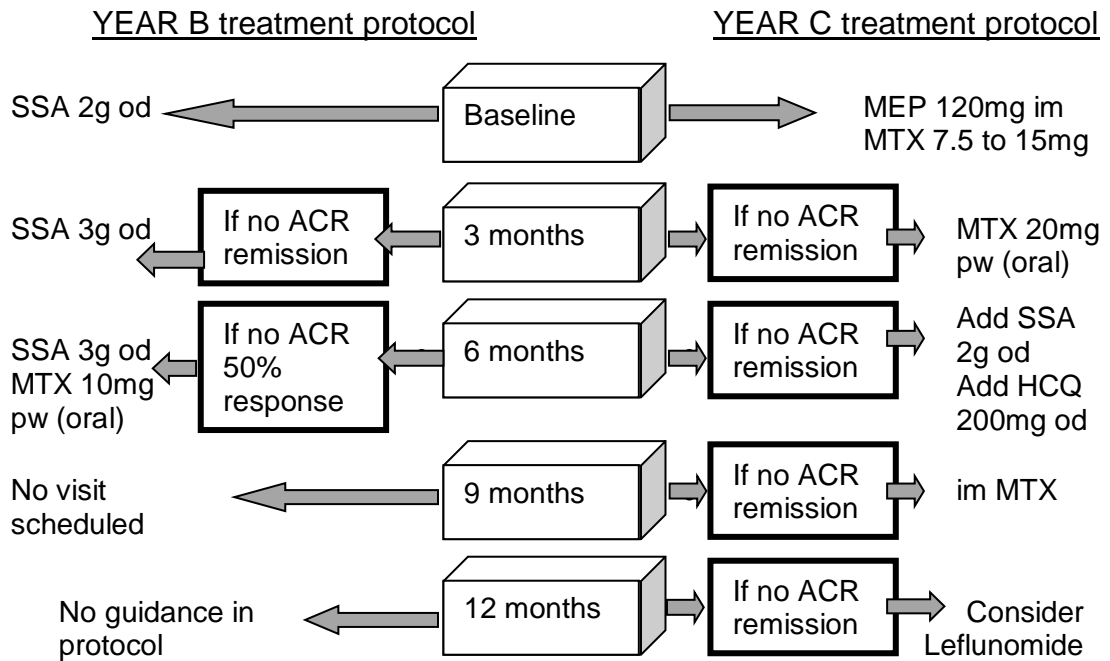 YEAR B treatment protocol
YEAR C treatment protocol
SSA 2g od
Baseline
MEP 120mg im
MTX 7.5 to 15mg
SSA 3g od
If no ACR
remission
3 months
If no ACR
remission
MTX 20mg
pw (oral)
SSA 3g od
MTX 10mg
pw (oral)
If no ACR
50%
response
6 months
If no ACR
remission
Add SSA
2g od
Add HCQ
200mg od
No visit
scheduled
9 months
If no ACR
remission
im MTX
No guidance in
protocol
12 months
If no ACR
remission
Consider
Leflunomide